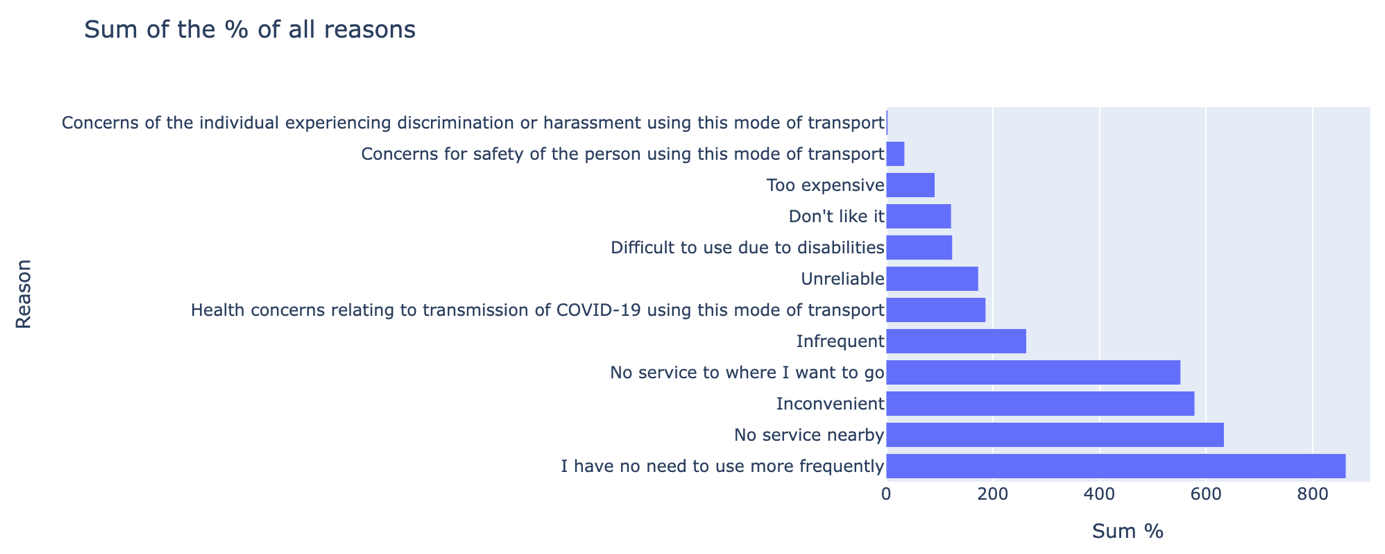 Sum of the % of all reasons
Reason
Concerns of the individual experiencing discrimination or harassment using this mode of transport
Concerns for safety of the person using this mode of transport
Too expensive
Don't like it
Difficult to use due to disabilities
Unreliable
Health concerns relating to transmission of COVID-19 using this mode of transport
Infrequent
No service to where I want to go
Inconvenient
No service nearby
I have no need to use more frequently
0 200 400 600 800
Sum %